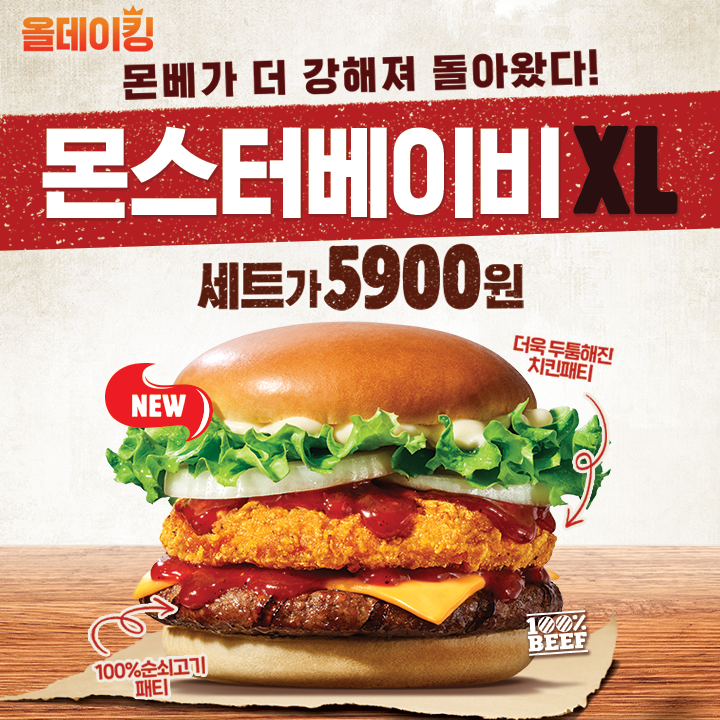 올데이킹
몬베가 더 강해져 돌아왔다!
몬스터베이비 XL
세트가 5900원
더욱 두툼해진
치킨패티
NEW
100%
BEEF
100%순쇠고기
패티